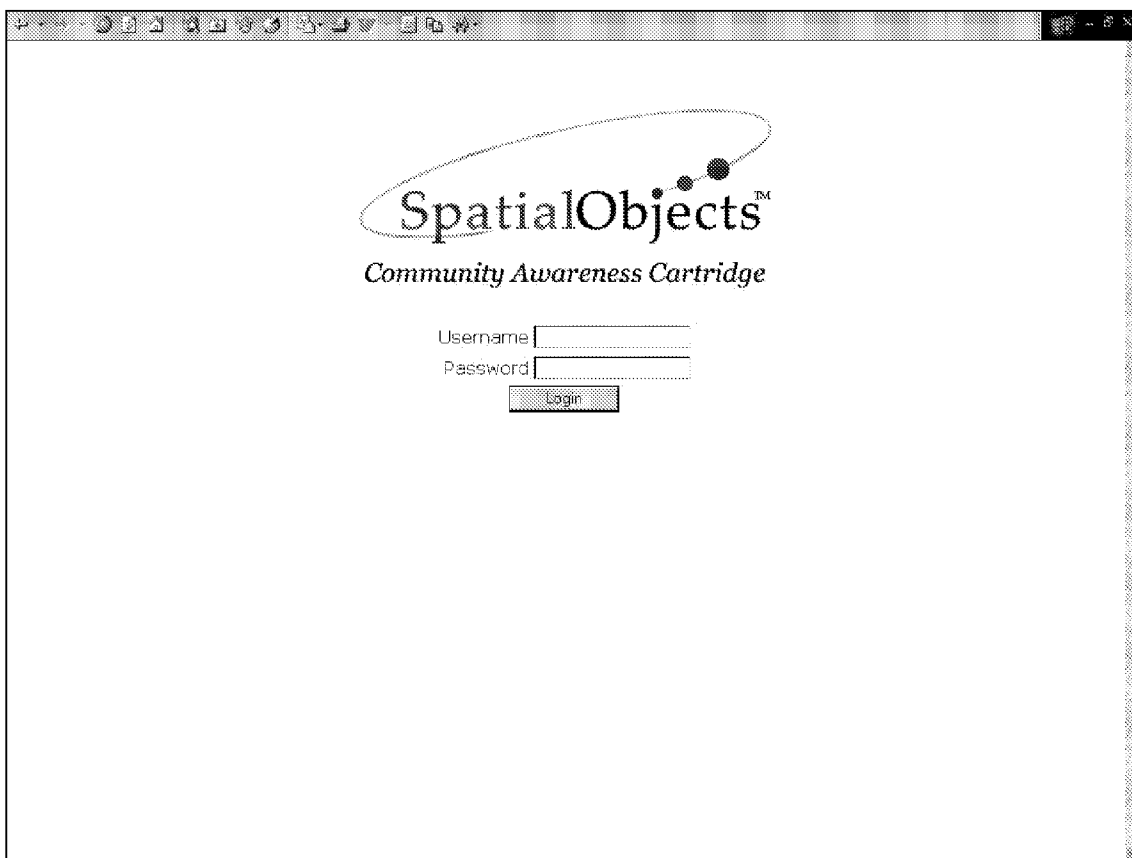 SpatialObjects™
Community Awareness Cartridge
Username
Password
Login